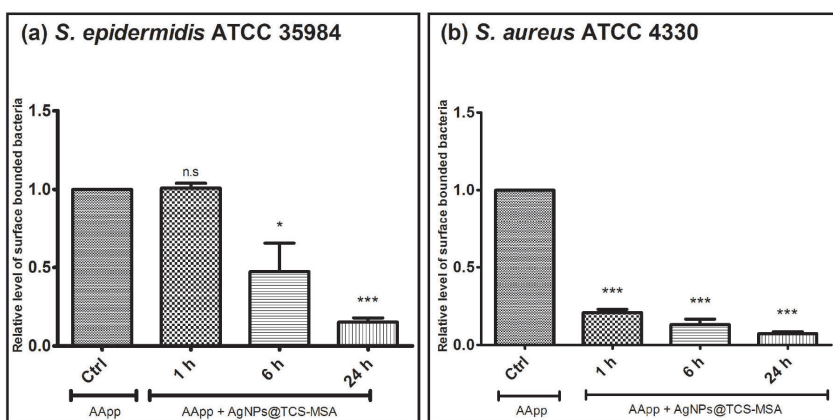 (a) S. epidermidis ATCC 35984
Relative level of surface bounded bacteria
1.5
1.0
0.5
0.0
n.s
*
***
Ctrl
1 h
6 h
24 h
AApp
AApp + AgNPs@TCS-MSA
(b) S. aureus ATCC 4330
Relative level of surface bounded bacteria
1.5
1.0
0.5
0.0
***
***
***
Ctrl
1 h
6 h
24 h
AApp
AApp + AgNPs@TCS-MSA